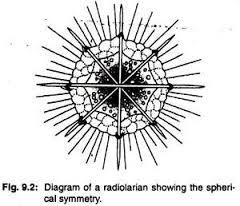 Fig. 9.2: Diagram of a radiolarian showing the spheri-
cal symmetry.